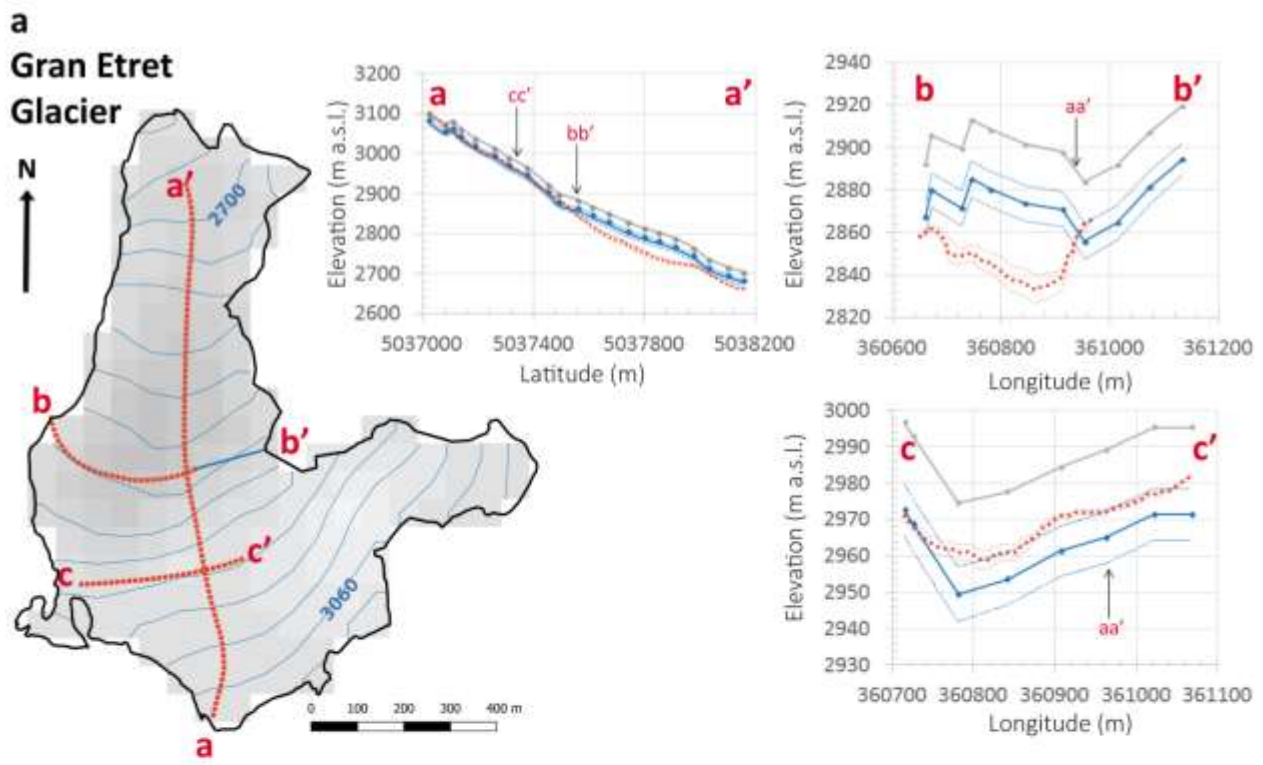 a
Gran Etret
Glacier
N
a'
2700
b
b'
c
c'
3060
a
0 100 200 300 400 m
Elevation (m a.s.l.)
3200
3100
3000
2900
2800
2700
2600
a
a'
cc'
bb'
5037000 5037400 5037800 5038200
Latitude (m)
Elevation (m a.s.l.)
2940
2920
2900
2880
2860
2840
2820
b
b'
aa'
360600 360800 361000 361200
Longitude (m)
Elevation (m a.s.l.)
3000
2990
2980
2970
2960
2950
2940
2930
c
c'
aa'
360700 360800 360900 361000 361100
Longitude (m)